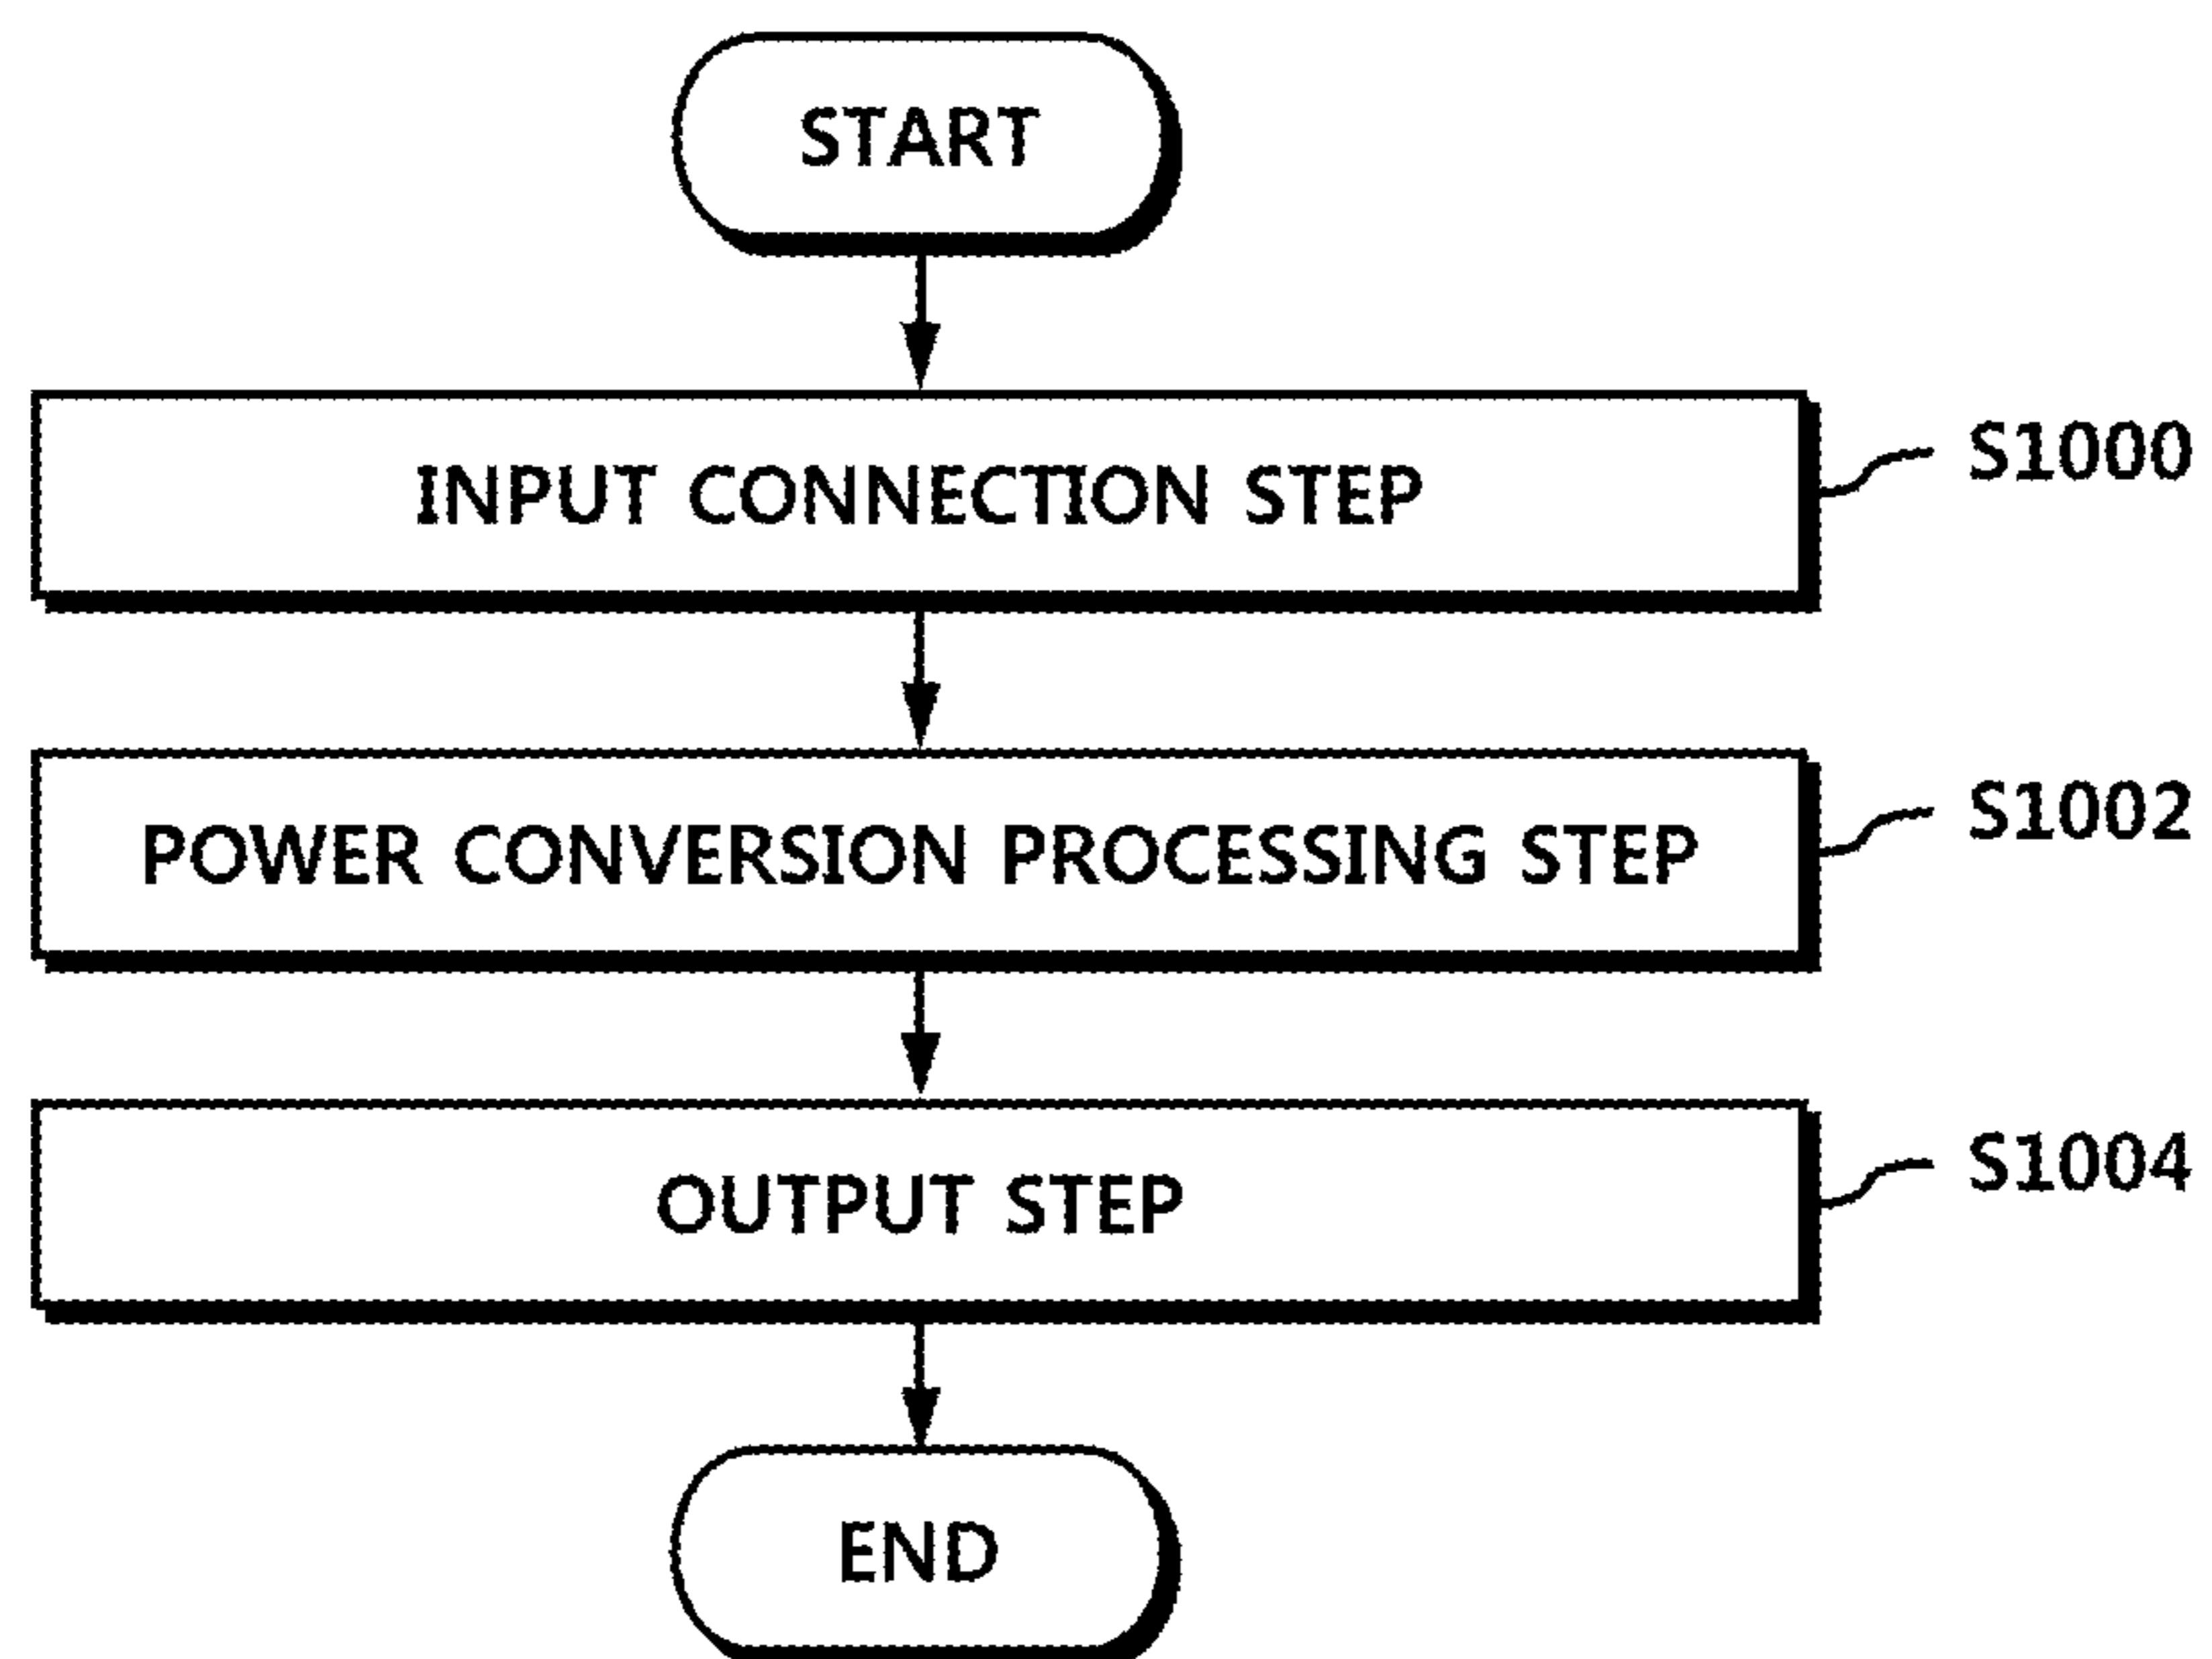 START
INPUT CONNECTION STEP
S1000
POWER CONVERSION PROCESSING STEP
S1002
OUTPUT STEP
S1004
END